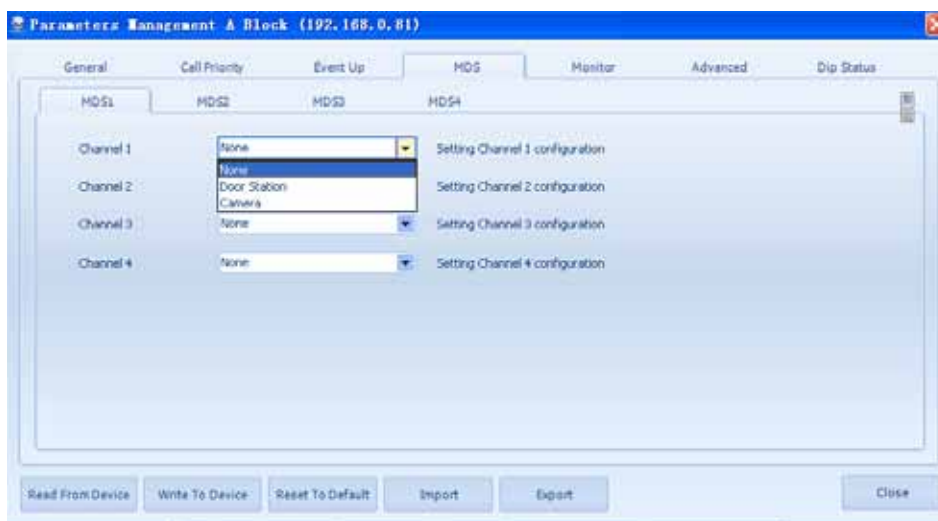 Parameters Management A Block (192.168.0.81)
General Call Priority Event Up MDS Monitor Advanced Dip Status
MDS1 MDS2 MDS3 MDS4
Channel 1 None Setting Channel 1 configuration
None
Channel 2 Door Station Setting Channel 2 configuration
Camera
Channel 3 None Setting Channel 3 configuration
Channel 4 None Setting Channel 4 configuration
Read From Device Write To Device Reset To Default Import Export Close